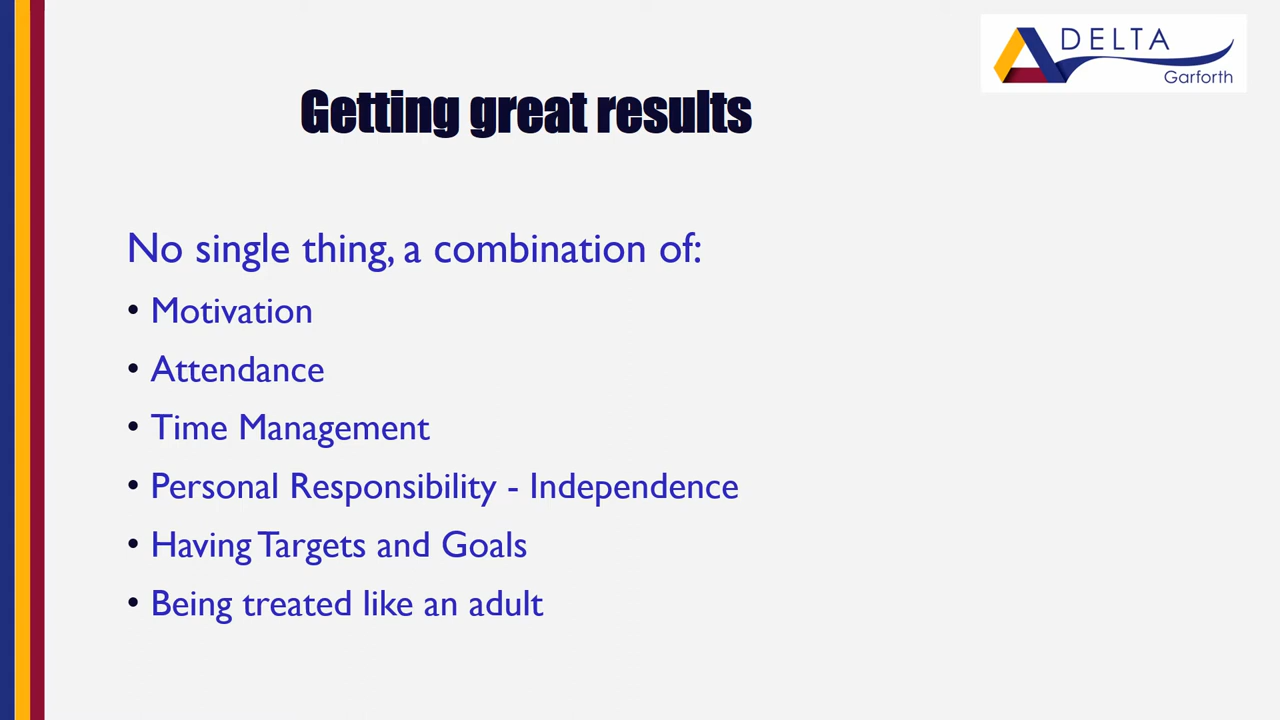 DELTA
Garforth
Getting great results
No single thing, a combination of:
• Motivation
• Attendance
• Time Management
• Personal Responsibility - Independence
• Having Targets and Goals
• Being treated like an adult